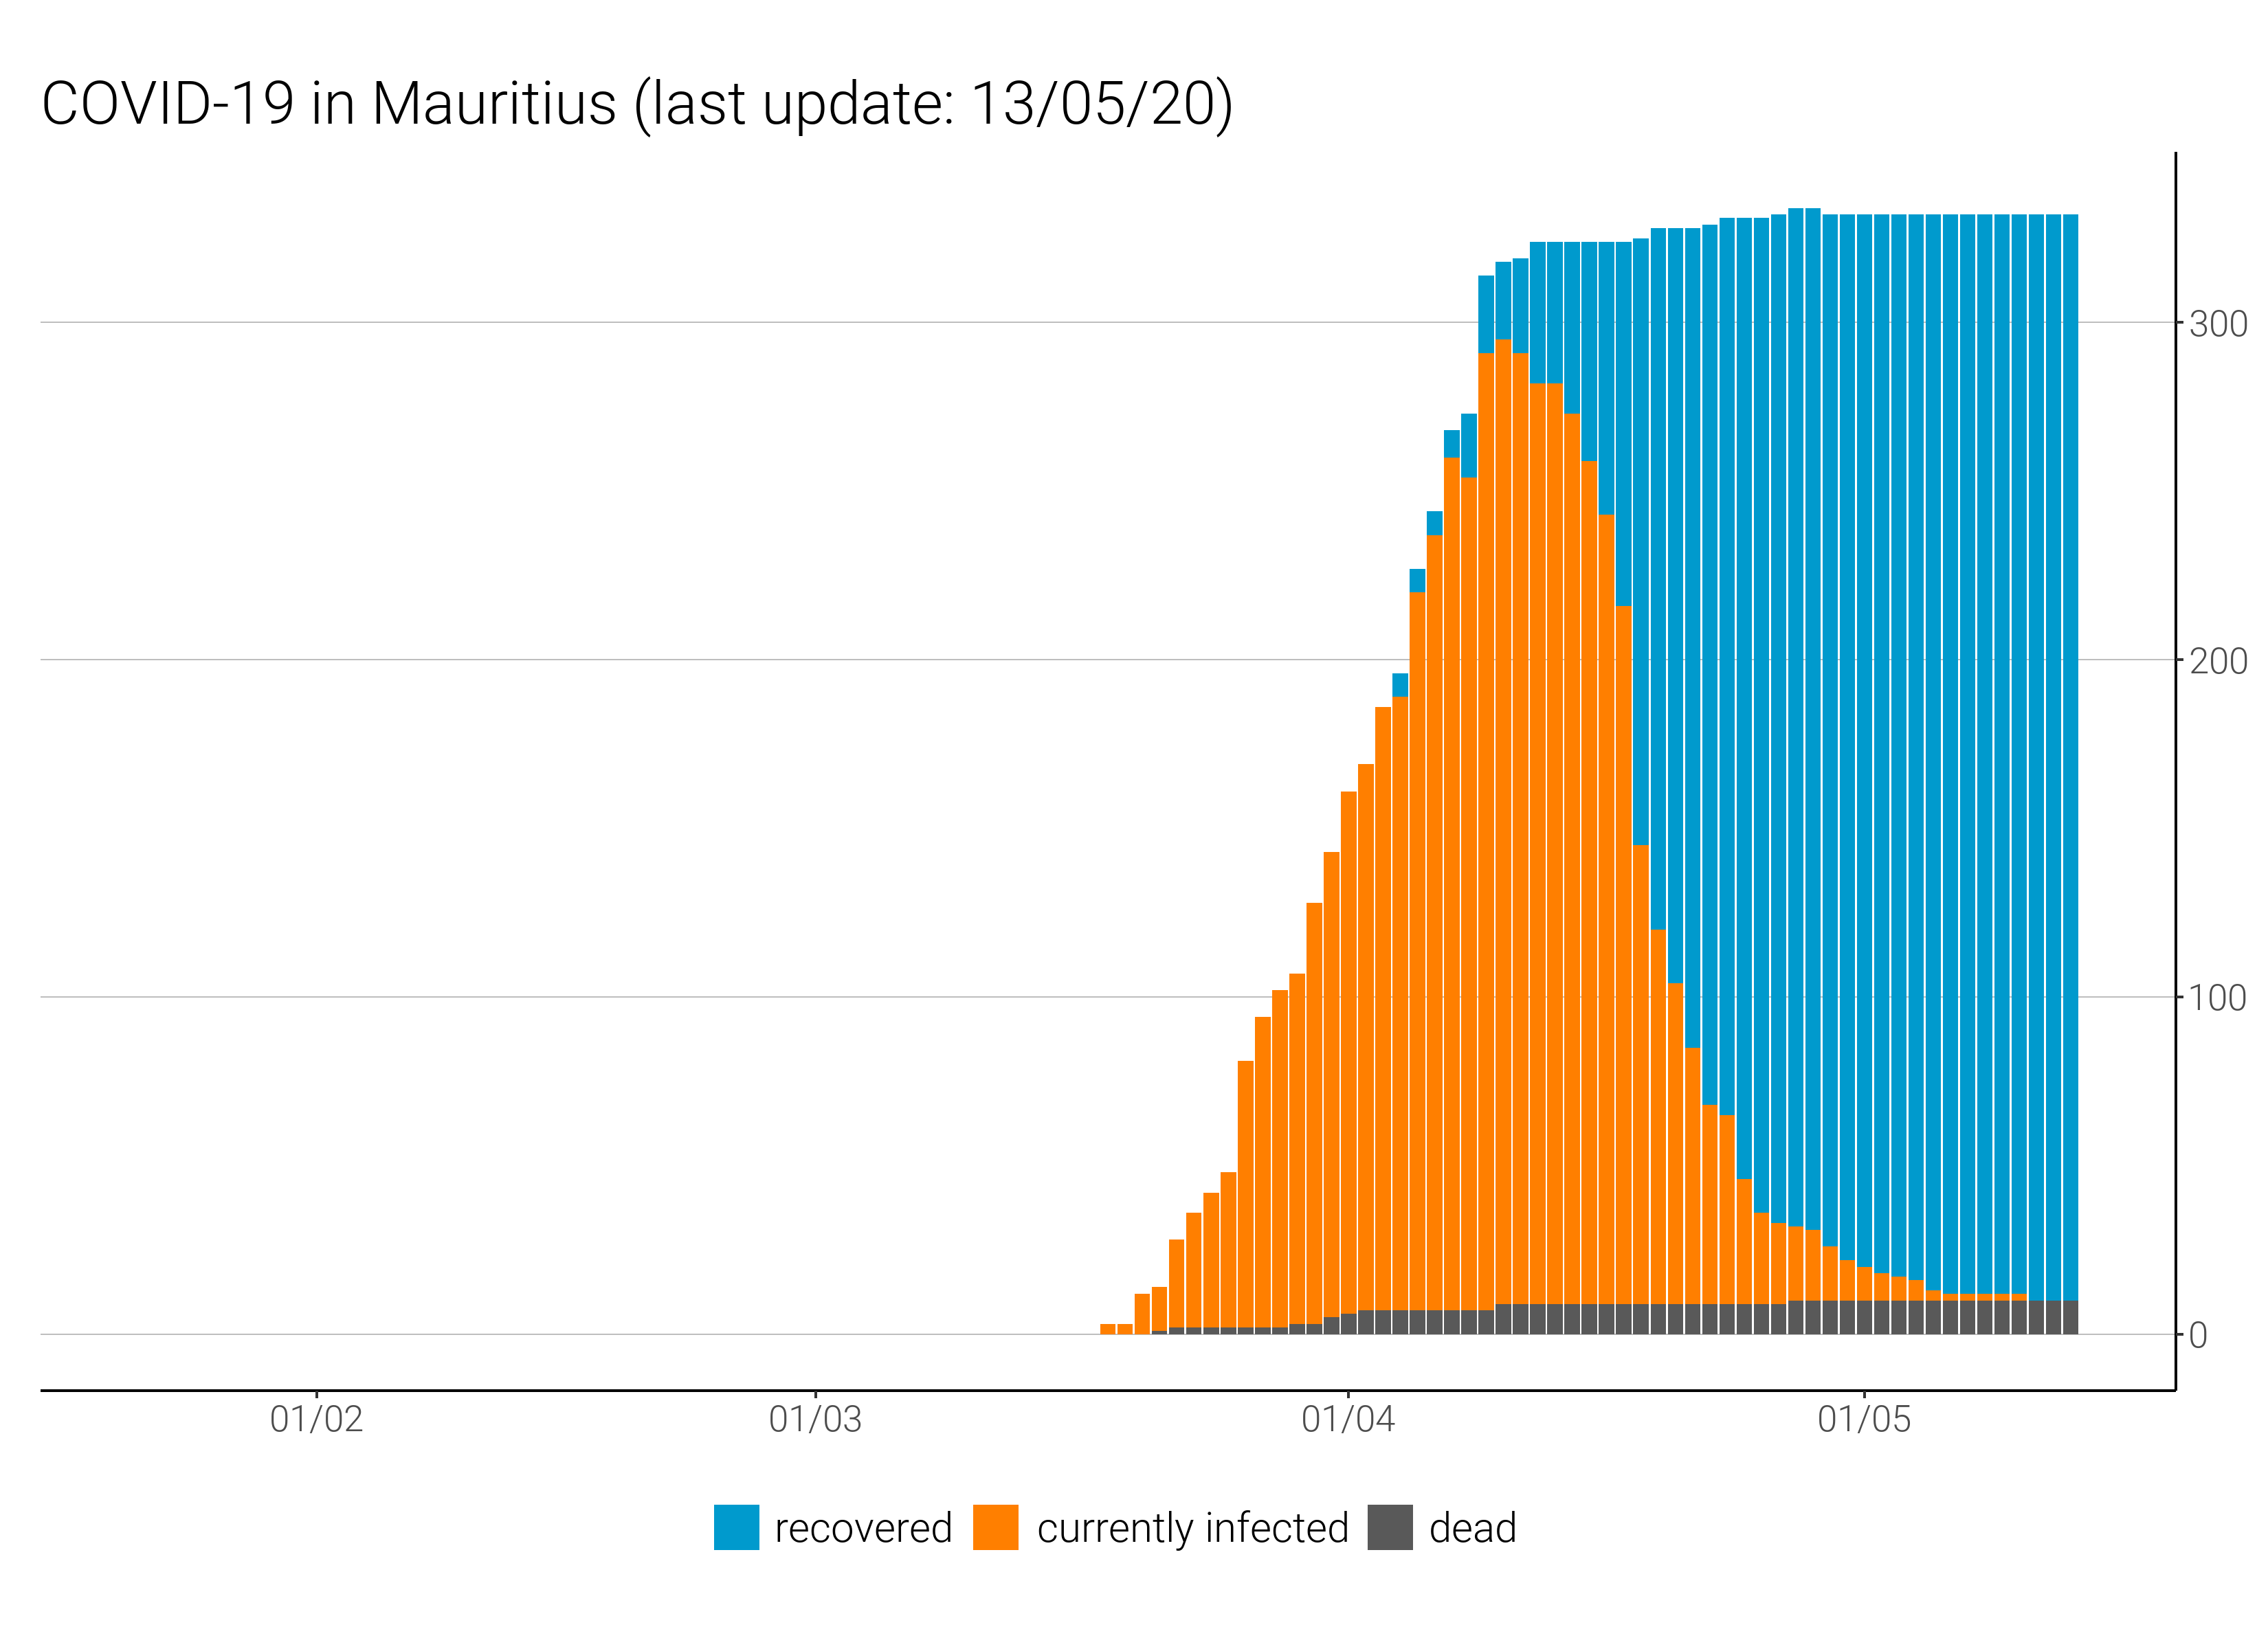 COVID-19 in Mauritius (last update: 13/05/20)
300
200
100
0
01/02 01/03 01/04 01/05
recovered currently infected dead